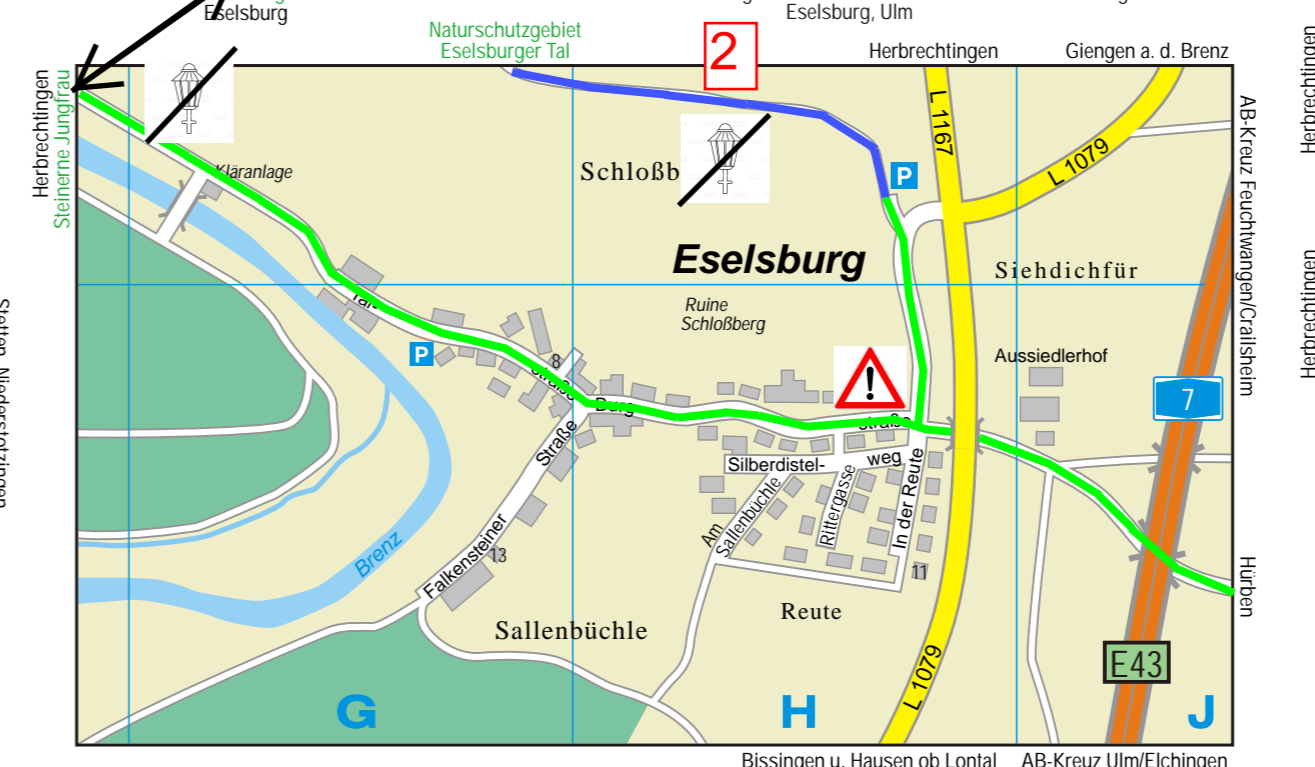 Eselsburg
Eselsburg, Ulm
Naturschutzgebiet
Eselsburger Tal
2
Herbrechtingen
Giengen a. d. Brenz
Herbrechtingen
Steinerne Jungfrau
Kläranlage
Schloßb
P
L 1167
L 1079
AB-Kreuz Feuchtwangen/Crailsheim
Herbrechtingen
Herbrechtingen
Eselsburg
Siehdichfür
Tal-
Ruine
Schloßberg
P
8
straße
Burg
straße
!
Aussiedlerhof
7
Stetten, Niederstotzingen
Straße
Silberdistel-
weg
Am
Sallenbüchle
Rittergasse
In der Reute
Brenz
Falkensteiner
13
11
Hürben
Reute
Sallenbüchle
E43
L 1079
G
H
J
Bissingen u. Hausen ob Lontal
AB-Kreuz Ulm/Elchingen